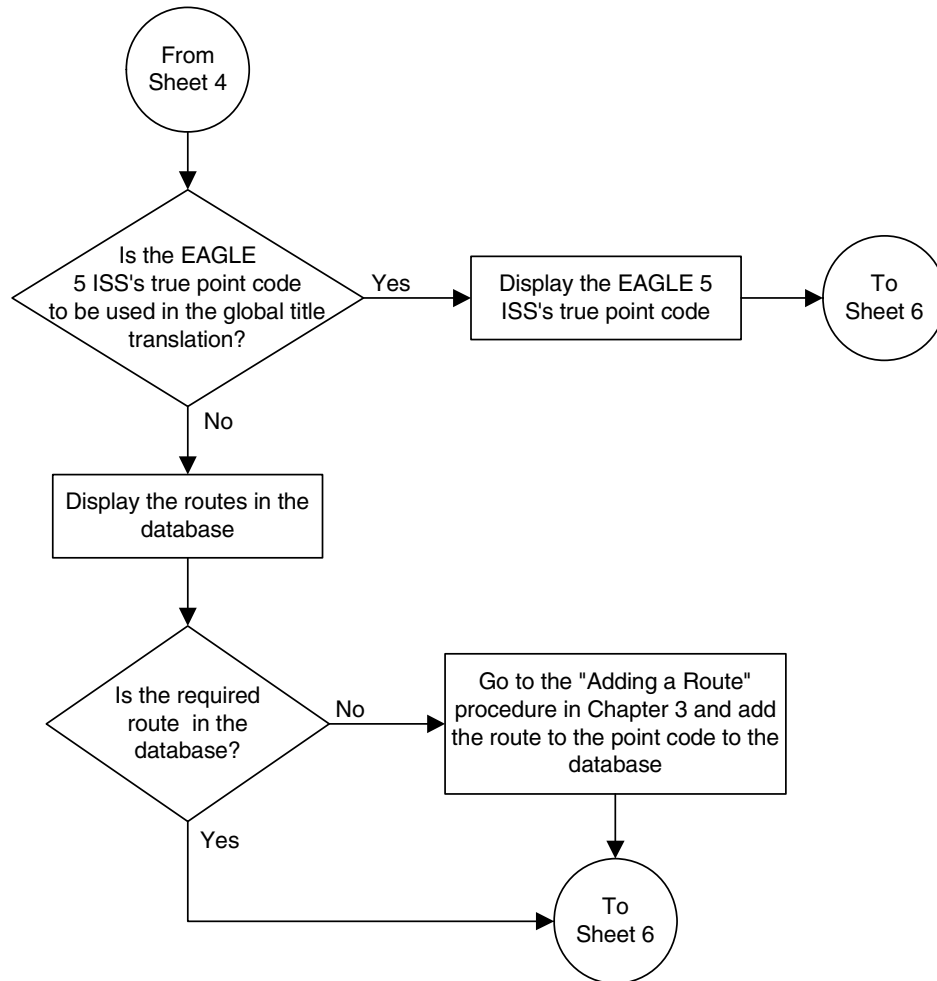 From
Sheet 4
Is the EAGLE
5 ISS's true point code
to be used in the global title
translation?
Yes
Display the EAGLE 5
ISS's true point code
To
Sheet 6
No
Display the routes in the
database
Is the required
route in the
database?
No
Go to the "Adding a Route"
procedure in Chapter 3 and add
the route to the point code to the
database
Yes
To
Sheet 6